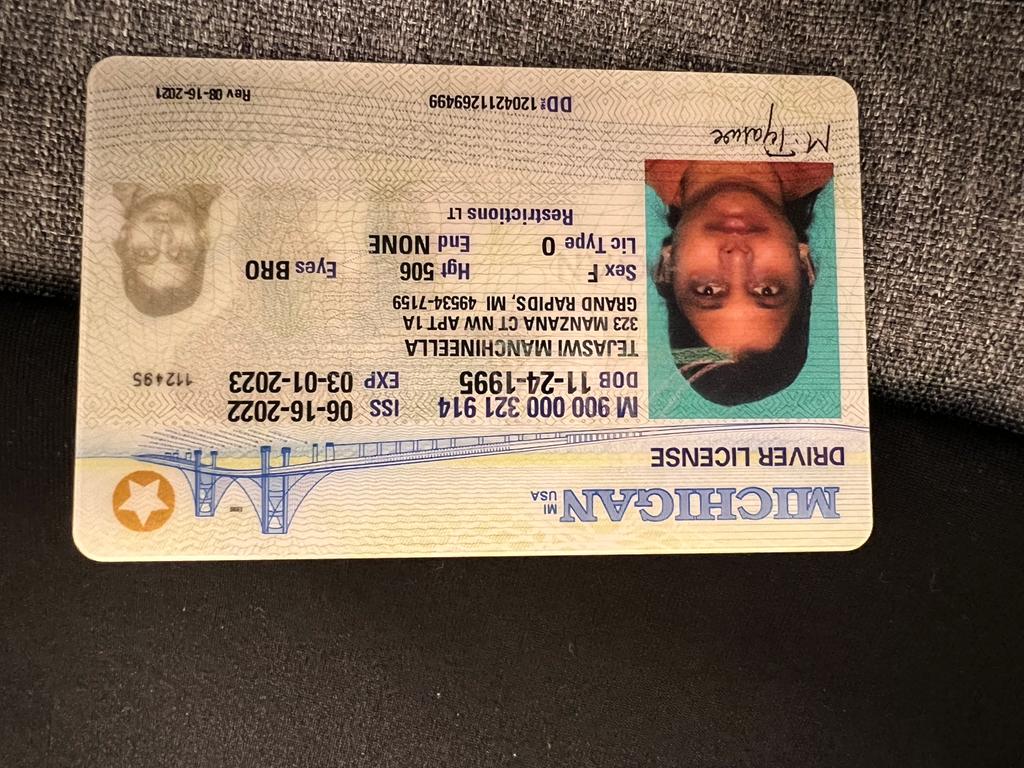 MICHIGAN MI USA
DRIVER LICENSE
M 900 000 321 914 ISS 06-16-2022
DOB 11-24-1995 EXP 03-01-2023
112495
TEJASWI MANCHINEELLA
323 MANZANA CT NW APT 1A
GRAND RAPIDS, MI 49534-7159
Sex F Hgt 506 Eyes BRO
Lic Type O End NONE
Restrictions LT
M. Tejaswe
DD 1204211269499 Rev 08-16-2021